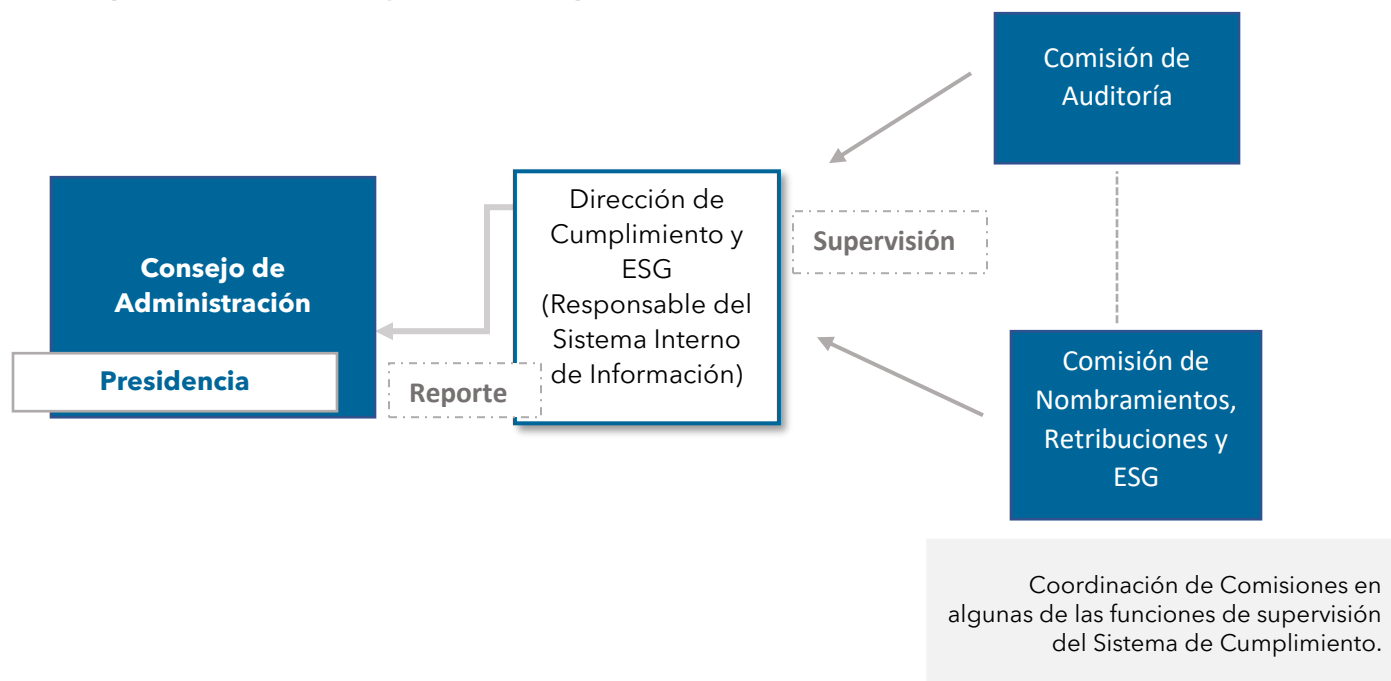 Comisión de
Auditoría
Dirección de
Cumplimiento y
ESG
(Responsable del
Sistema Interno
de Información)
Supervisión
Consejo de
Administración
Presidencia
Reporte
Comisión de
Nombramientos,
Retribuciones y
ESG
Coordinación de Comisiones en
algunas de las funciones de supervisión
del Sistema de Cumplimiento.